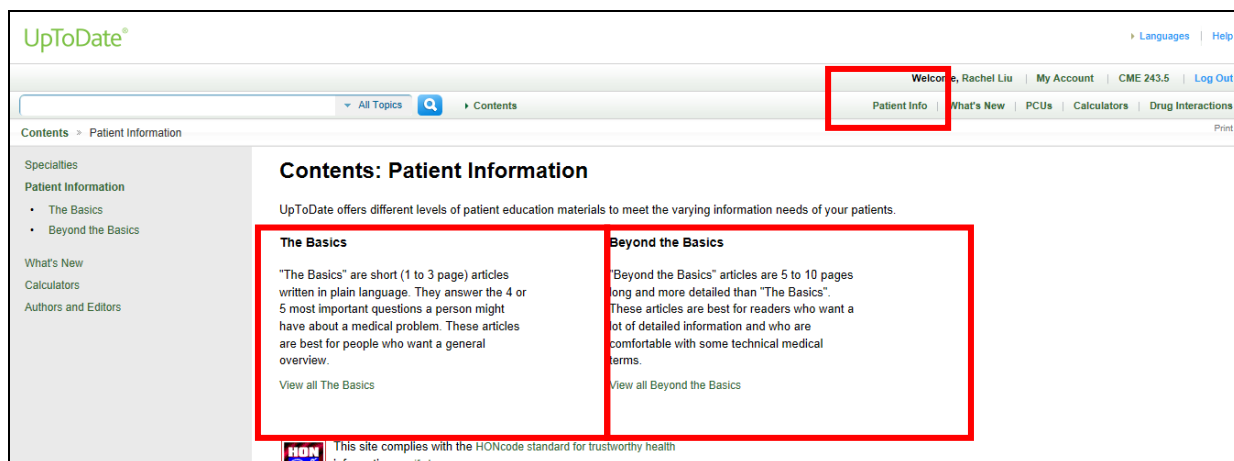 UpToDate®
Languages | Help
Welcome, Rachel Liu | My Account | CME 243.5 | Log Out
All Topics Contents Patient Info | What's New | PCUs | Calculators | Drug Interactions
Contents > Patient Information Print
Specialties
Patient Information
• The Basics
• Beyond the Basics
What's New
Calculators
Authors and Editors
Contents: Patient Information
UpToDate offers different levels of patient education materials to meet the varying information needs of your patients.
The Basics
"The Basics" are short (1 to 3 page) articles
written in plain language. They answer the 4 or
5 most important questions a person might
have about a medical problem. These articles
are best for people who want a general
overview.
View all The Basics
Beyond the Basics
"Beyond the Basics" articles are 5 to 10 pages
long and more detailed than "The Basics".
These articles are best for readers who want a
lot of detailed information and who are
comfortable with some technical medical
terms.
View all Beyond the Basics
HON
This site complies with the HONcode standard for trustworthy health